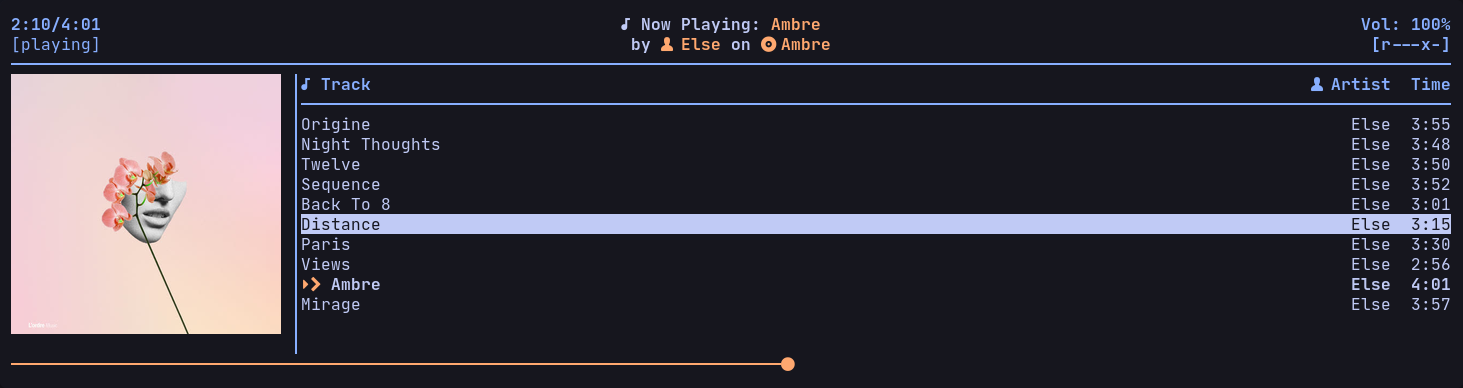 2:10/4:01 Now Playing: Ambre Vol: 100%
[playing] by Else on Ambre [r---x-]
Track Artist Time
Origine Else 3:55
Night Thoughts Else 3:48
Twelve Else 3:50
Sequence Else 3:52
Back To 8 Else 3:01
Distance Else 3:15
Paris Else 3:30
Views Else 2:56
Ambre Else 4:01
Mirage Else 3:57